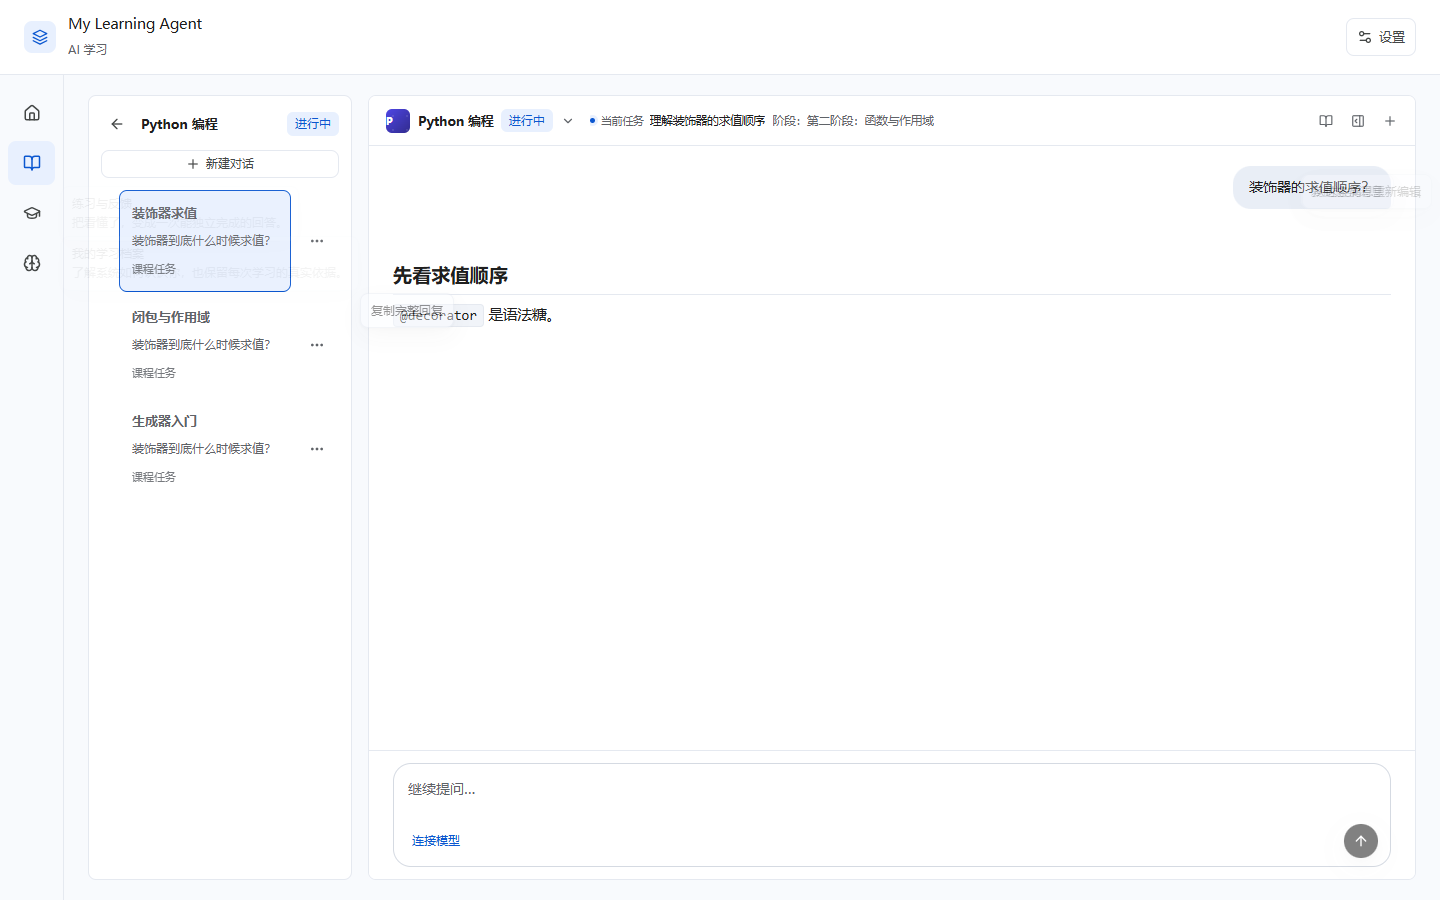 My Learning Agent
AI 学习
设置
Python 编程
进行中
新建对话
装饰器求值
装饰器到底什么时候求值？
课程任务
闭包与作用域
装饰器到底什么时候求值？
课程任务
生成器入门
装饰器到底什么时候求值？
课程任务
P
Python 编程
进行中
当前任务 理解装饰器的求值顺序 阶段：第二阶段：函数与作用域
装饰器的求值顺序？
重新编辑
先看求值顺序
复制完整回复
@decorator 是语法糖。
继续提问...
连接模型